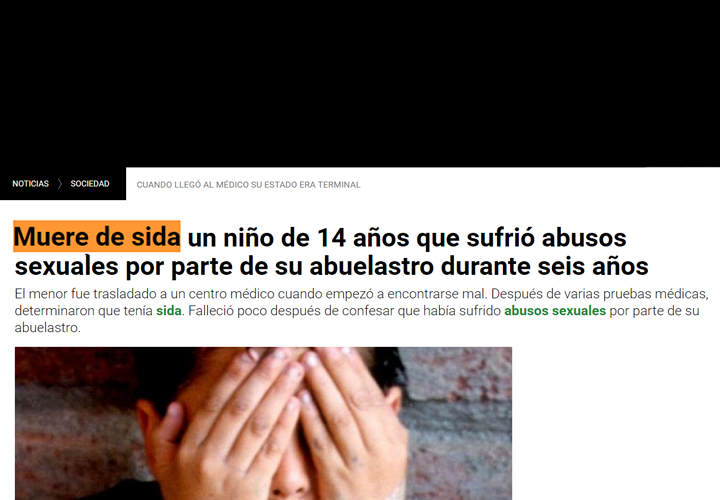 NOTICIAS > SOCIEDAD CUANDO LLEGÓ AL MÉDICO SU ESTADO ERA TERMINAL
Muere de sida un niño de 14 años que sufrió abusos
sexuales por parte de su abuelastro durante seis años
El menor fue trasladado a un centro médico cuando empezó a encontrarse mal. Después de varias pruebas médicas,
determinaron que tenía sida. Falleció poco después de confesar que había sufrido abusos sexuales por parte de su
abuelastro.